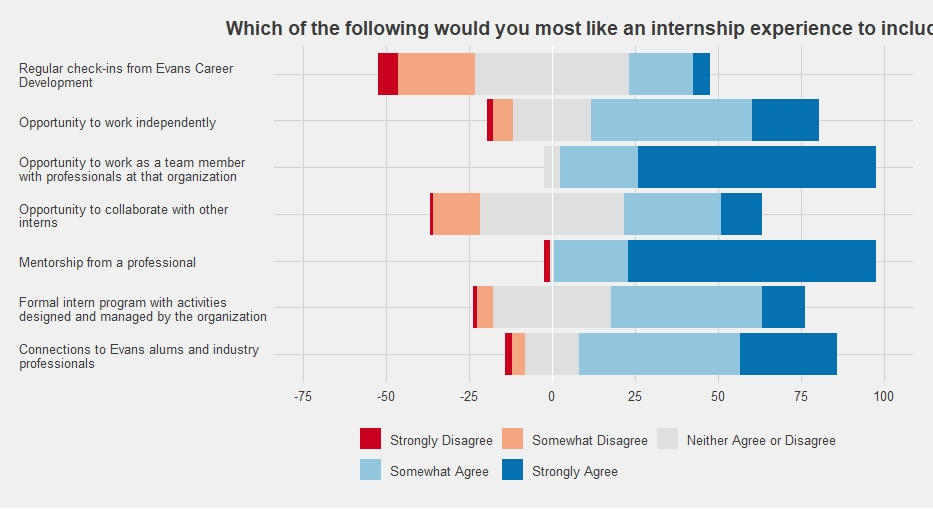 Which of the following would you most like an internship experience to includ
Regular check-ins from Evans Career
Development
Opportunity to work independently
Opportunity to work as a team member
with professionals at that organization
Opportunity to collaborate with other
interns
Mentorship from a professional
Formal intern program with activities
designed and managed by the organization
Connections to Evans alums and industry
professionals
-75 -50 -25 0 25 50 75 100
Strongly Disagree Somewhat Disagree Neither Agree or Disagree
Somewhat Agree Strongly Agree